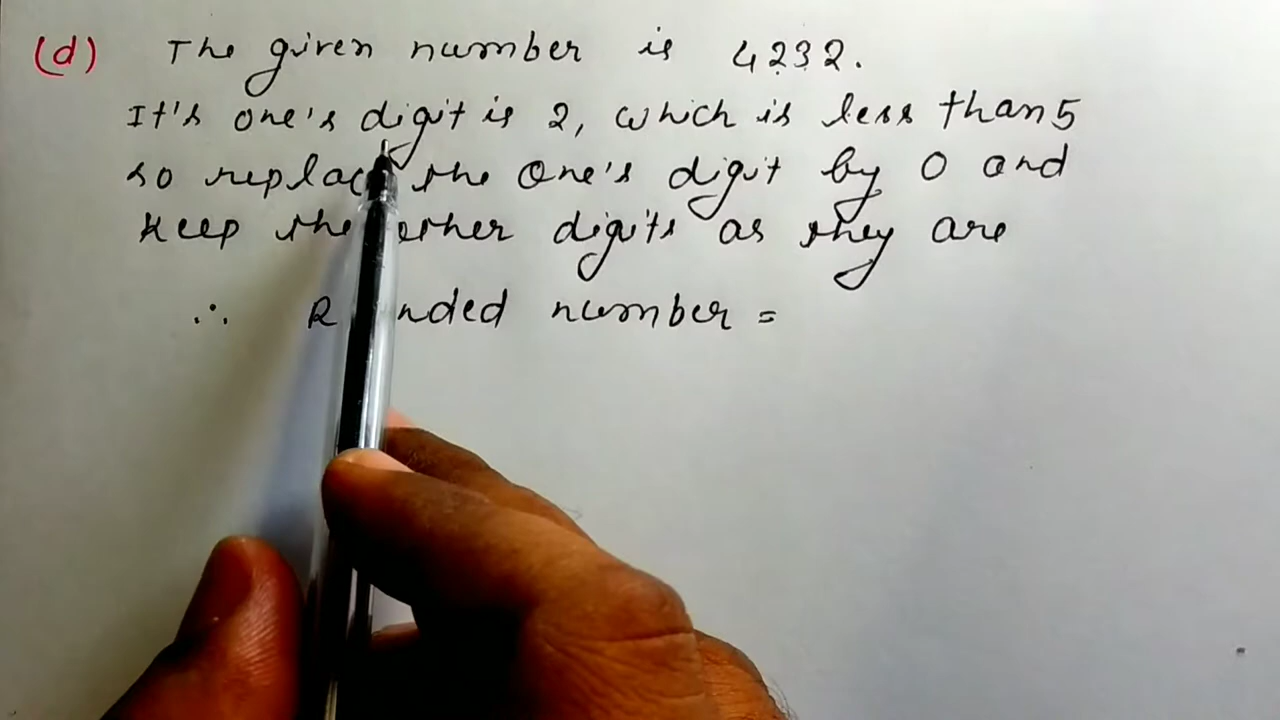 (d) The given number is 4232.
It's one's digit is 2, which is less than 5
so replace the one's digit by 0 and
keep the other digits as they are
∴ Rounded number =